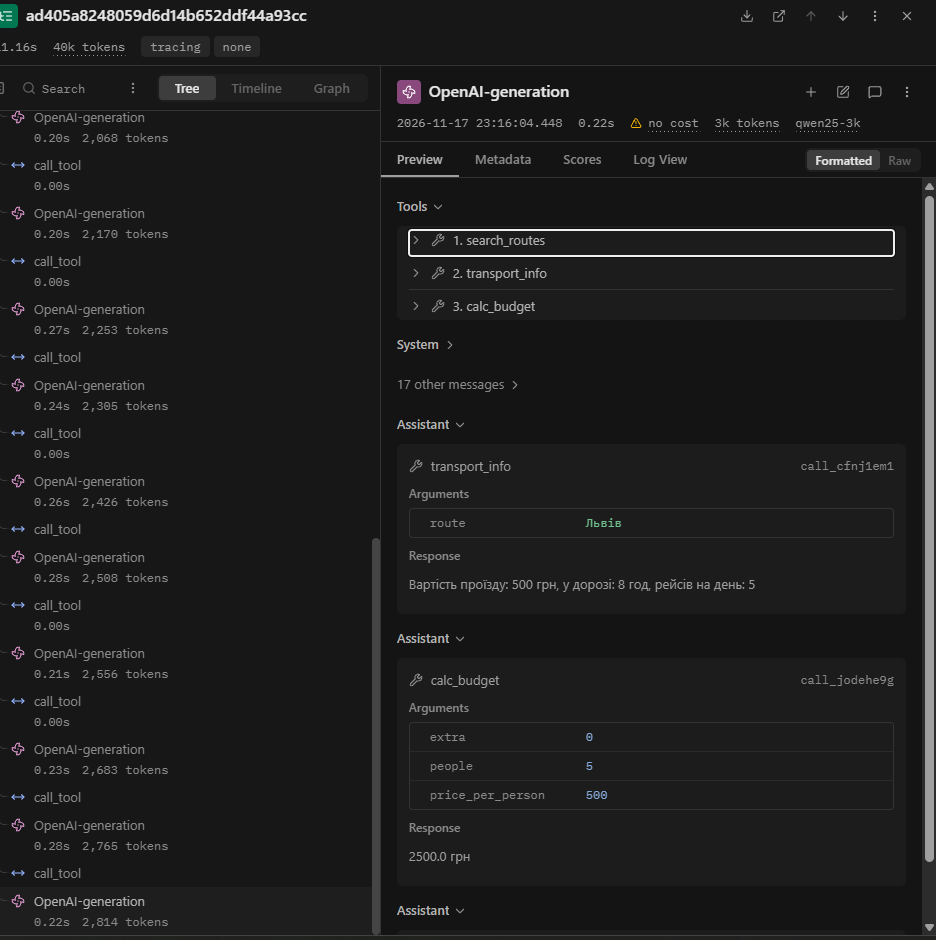 ad405a8248059d6d14b652ddf44a93cc
1.16s 40k tokens tracing none
Search Tree Timeline Graph
OpenAI-generation
0.20s 2,068 tokens
call_tool
0.00s
OpenAI-generation
0.20s 2,170 tokens
call_tool
0.00s
OpenAI-generation
0.27s 2,253 tokens
call_tool
OpenAI-generation
0.24s 2,305 tokens
call_tool
0.00s
OpenAI-generation
0.26s 2,426 tokens
call_tool
OpenAI-generation
0.28s 2,508 tokens
call_tool
0.00s
OpenAI-generation
0.21s 2,556 tokens
call_tool
0.00s
OpenAI-generation
0.23s 2,683 tokens
call_tool
OpenAI-generation
0.28s 2,765 tokens
call_tool
OpenAI-generation
0.22s 2,814 tokens
OpenAI-generation
2026-11-17 23:16:04.448 0.22s no cost 3k tokens qwen25-3k
Preview Metadata Scores Log View Formatted Raw
Tools
1. search_routes
2. transport_info
3. calc_budget
System
17 other messages
Assistant
transport_info call_cfnj1em1
Arguments
route Львів
Response
Вартість проїзду: 500 грн, у дорозі: 8 год, рейсів на день: 5
Assistant
calc_budget call_jodehe9g
Arguments
extra 0
people 5
price_per_person 500
Response
2500.0 грн
Assistant